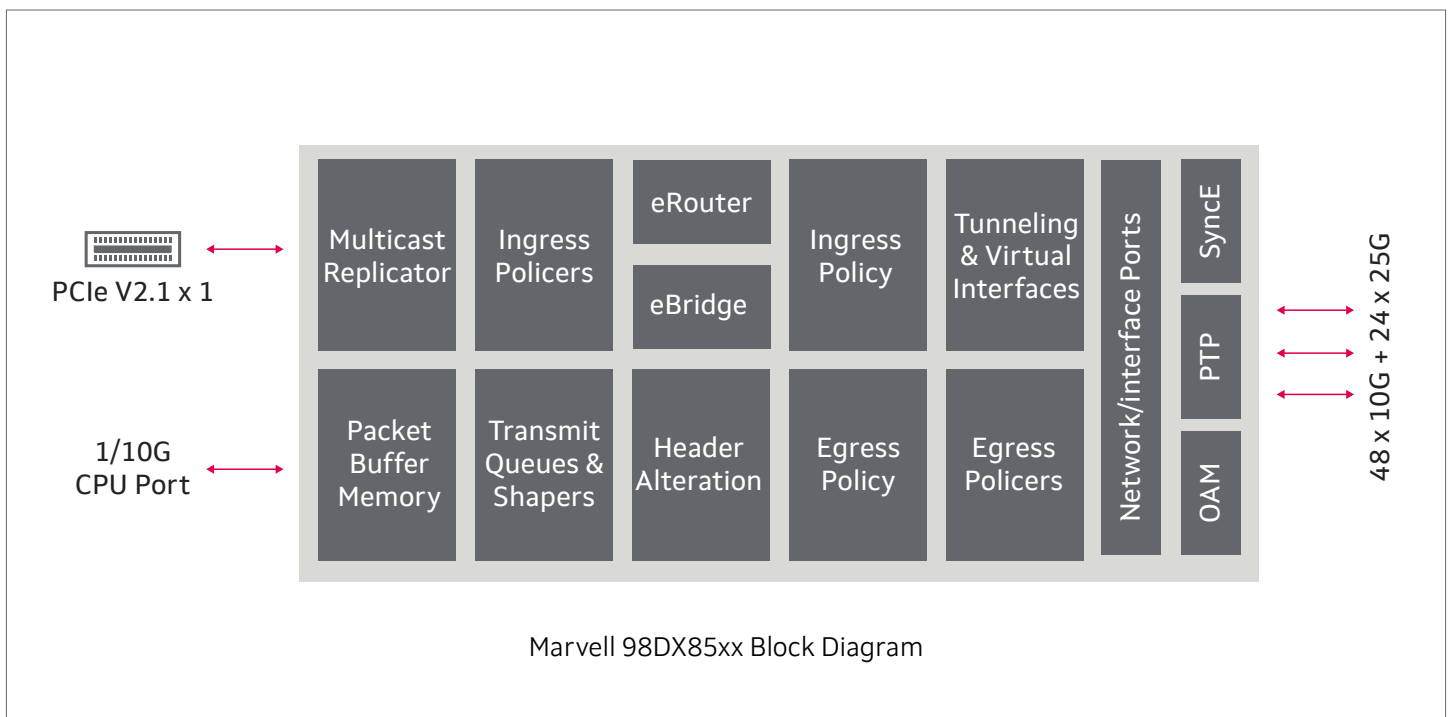 PCIe V2.1 x 1
1/10G
CPU Port
Multicast
Replicator
Ingress
Policers
eRouter
eBridge
Ingress
Policy
Tunneling
& Virtual
Interfaces
Packet
Buffer
Memory
Transmit
Queues &
Shapers
Header
Alteration
Egress
Policy
Egress
Policers
Network/interface Ports
SyncE
PTP
OAM
48 x 10G + 24 x 25G
Marvell 98DX85xx Block Diagram